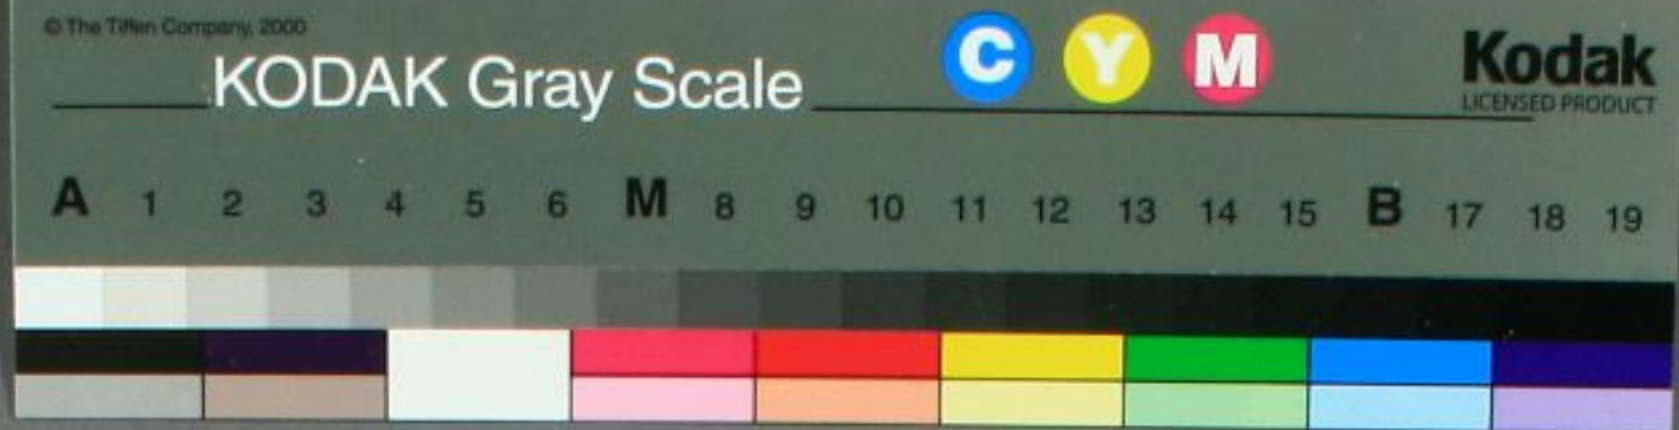 © The Tiffen Company, 2000
KODAK Gray Scale
C Y M
Kodak
LICENSED PRODUCT
A 1 2 3 4 5 6 M 8 9 10 11 12 13 14 15 B 17 18 19